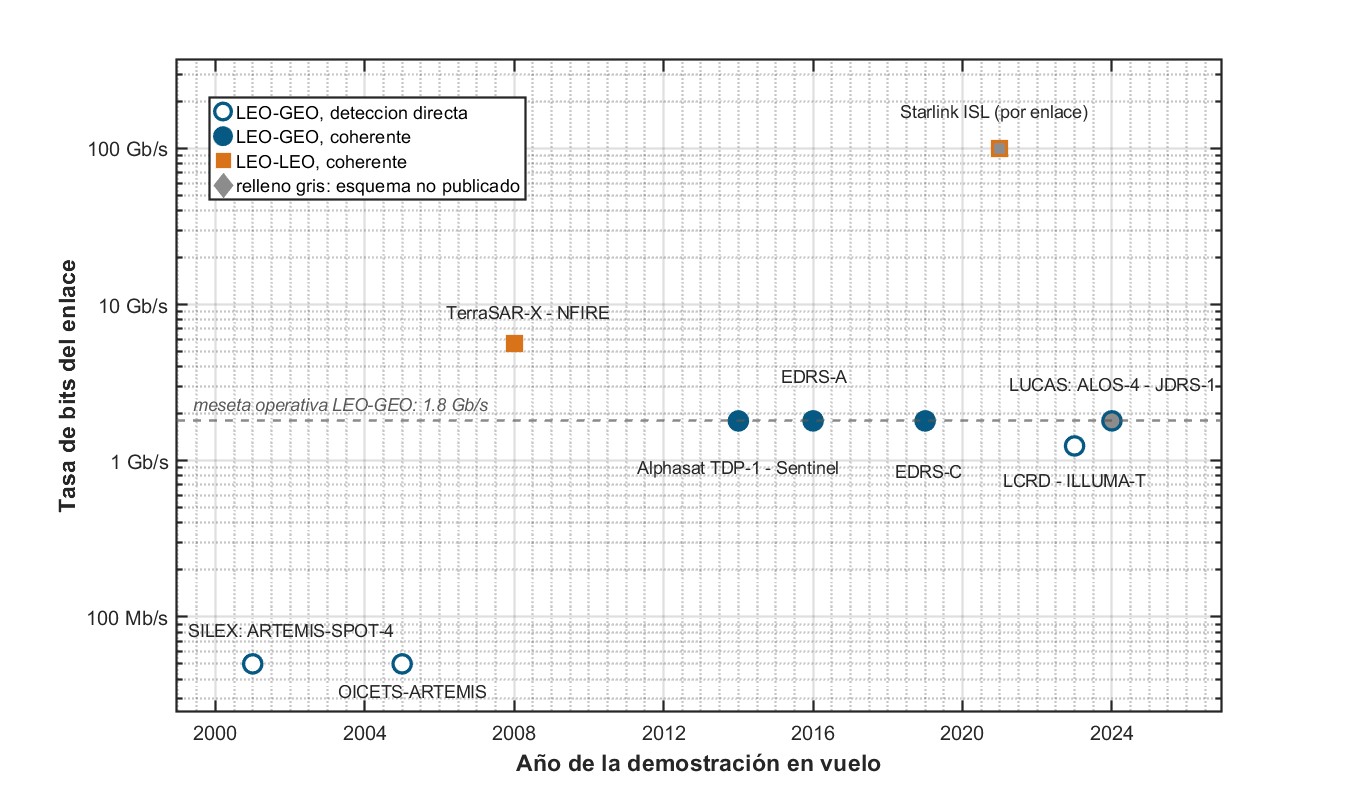 LEO-GEO, deteccion directa
LEO-GEO, coherente
LEO-LEO, coherente
relleno gris: esquema no publicado
Starlink ISL (por enlace)
100 Gb/s
10 Gb/s
TerraSAR-X - NFIRE
EDRS-A
LUCAS: ALOS-4 - JDRS-1
meseta operativa LEO-GEO: 1.8 Gb/s
1 Gb/s
Alphasat TDP-1 - Sentinel
EDRS-C
LCRD - ILLUMA-T
100 Mb/s
SILEX: ARTEMIS-SPOT-4
OICETS-ARTEMIS
Tasa de bits del enlace
2000 2004 2008 2012 2016 2020 2024
Año de la demostración en vuelo